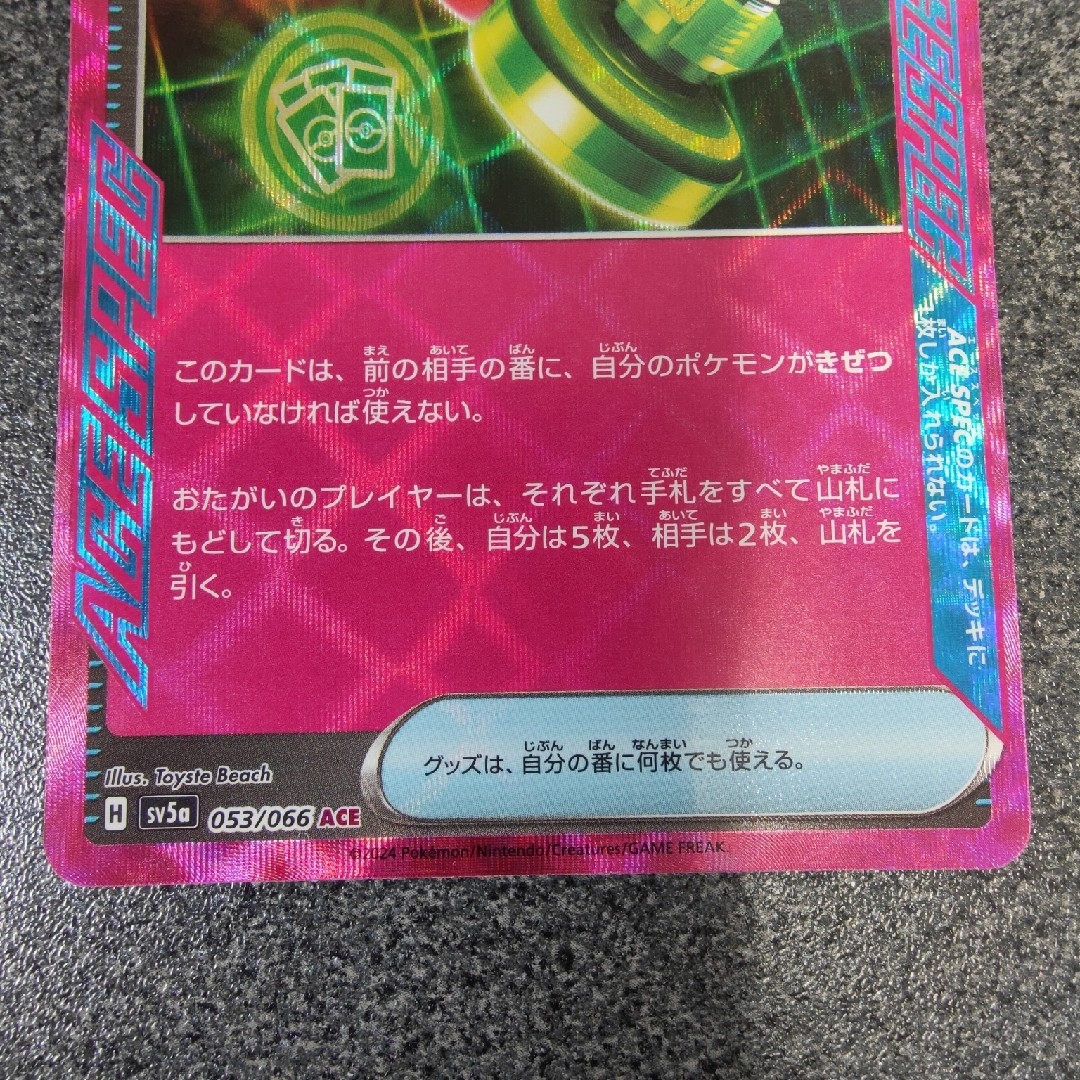 ACE SPEC
ACE SPEC
このカードは、前の相手の番に、自分のポケモンがきぜつ
していなければ使えない。
おたがいのプレイヤーは、それぞれ手札をすべて山札に
もどして切る。その後、自分は5枚、相手は2枚、山札を
引く。
ACE SPECのカードは、デッキに
1枚しか入れられない。
グッズは、自分の番に何枚でも使える。
Illus. Toyste Beach
H sv5a 053/066 ACE
©2024 Pokémon/Nintendo/Creatures/GAME FREAK.